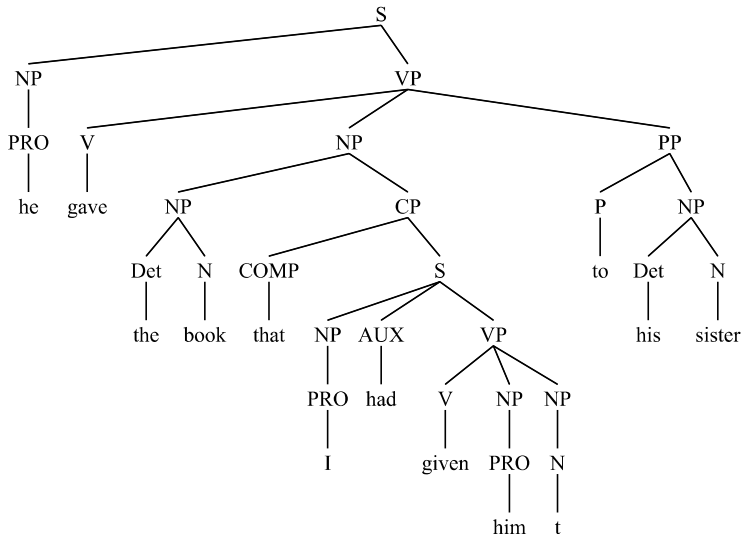 S
NP VP
PRO V NP PP
he gave NP CP P NP
Det N COMP S to Det N
the book that NP AUX VP his sister
PRO had V NP NP
I given PRO N
him t